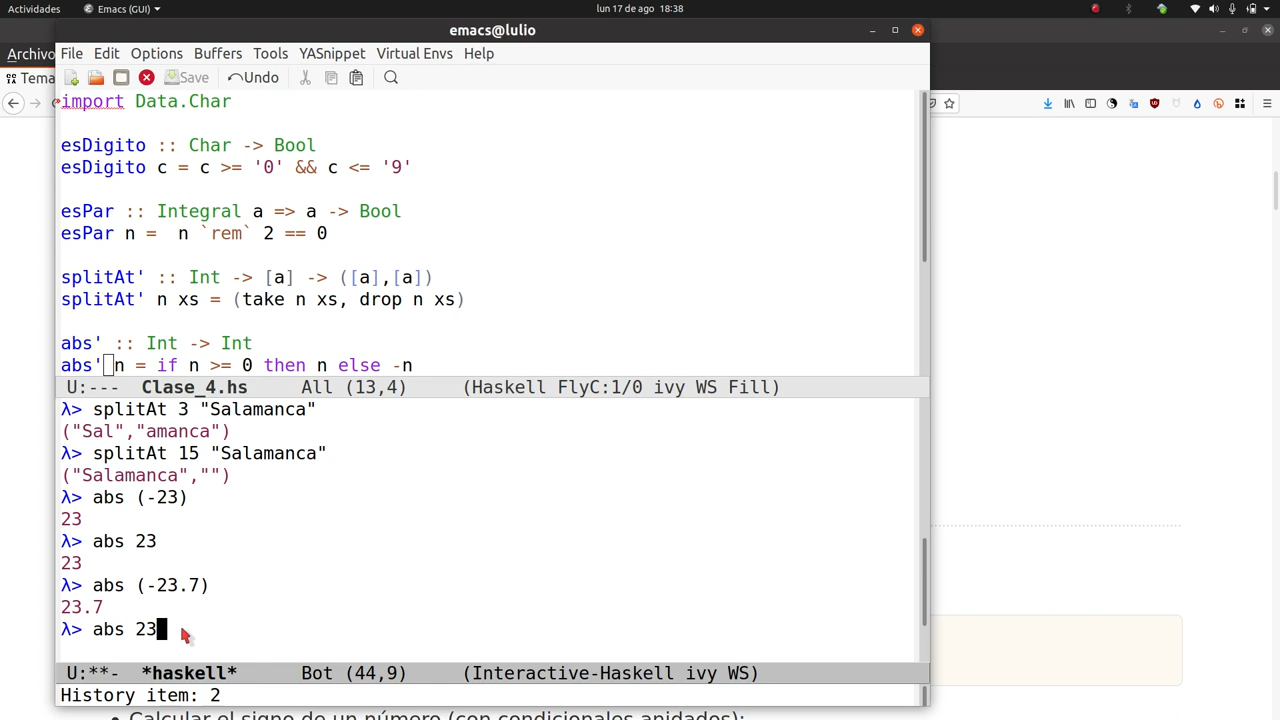 Actividades Emacs (GUI) lun 17 de ago 18:38
emacs@lulio
Archivo
File Edit Options Buffers Tools YASnippet Virtual Envs Help
Tema
Save Undo
import Data.Char
esDigito :: Char -> Bool
esDigito c = c >= '0' && c <= '9'
esPar :: Integral a => a -> Bool
esPar n =  n `rem` 2 == 0
splitAt' :: Int -> [a] -> ([a],[a])
splitAt' n xs = (take n xs, drop n xs)
abs' :: Int -> Int
abs' n = if n >= 0 then n else -n
U:--- Clase_4.hs All (13,4) (Haskell FlyC:1/0 ivy WS Fill)
λ> splitAt 3 "Salamanca"
("Sal","amanca")
λ> splitAt 15 "Salamanca"
("Salamanca","")
λ> abs (-23)
23
λ> abs 23
23
λ> abs (-23.7)
23.7
λ> abs 23
U:**- *haskell* Bot (44,9) (Interactive-Haskell ivy WS)
History item: 2
• Calcular el signo de un número (con condicionales anidados):